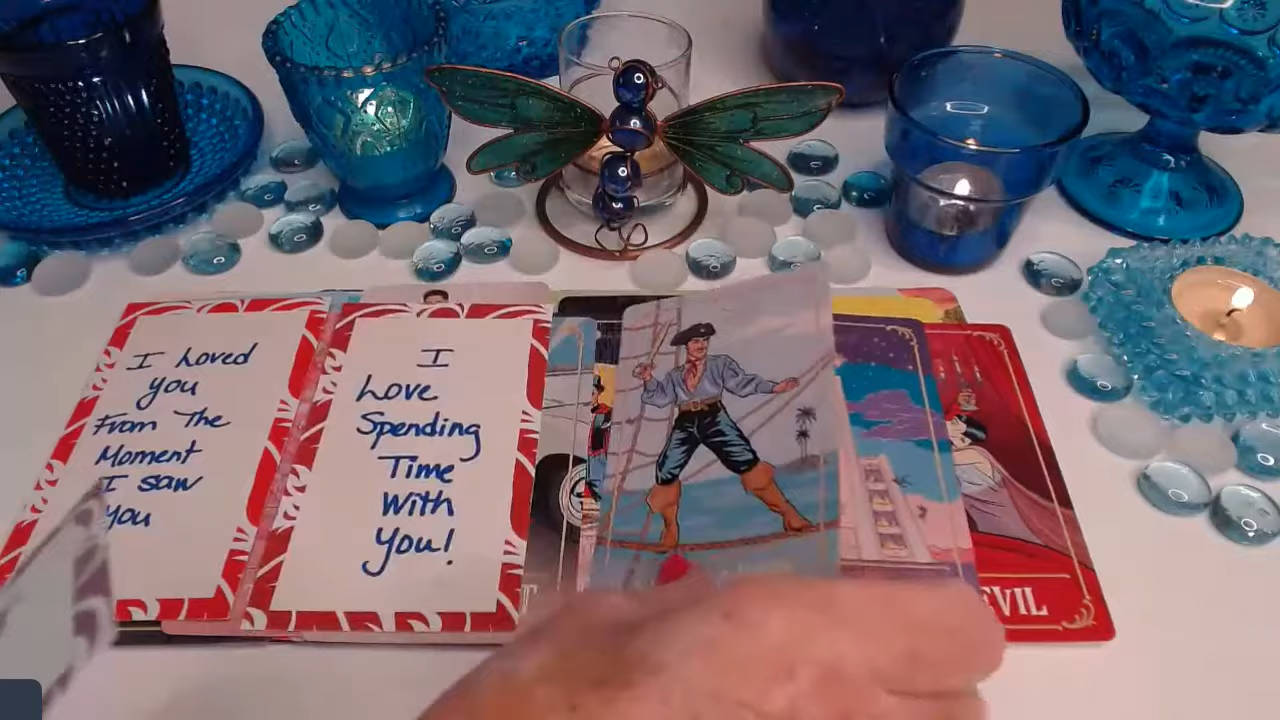 I Loved
you
From The
Moment
I saw
you
I
Love
Spending
Time
With
You!
EVIL